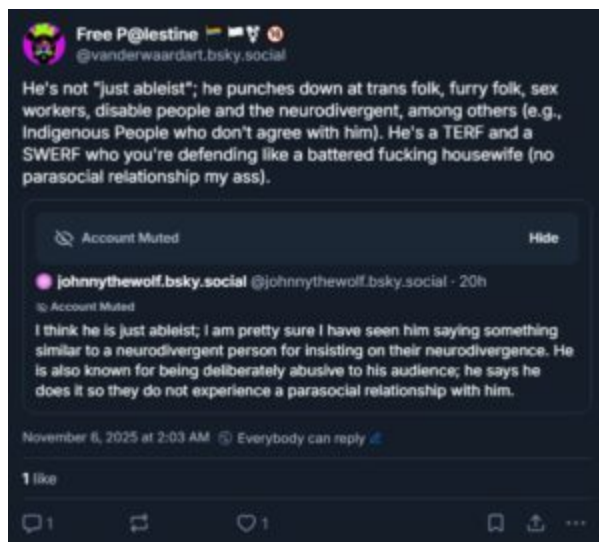 Free P@lestine
@vanderwaardart.bsky.social
He's not "just ableist"; he punches down at trans folk, furry folk, sex
workers, disable people and the neurodivergent, among others (e.g.,
Indigenous People who don't agree with him). He's a TERF and a
SWERF who you're defending like a battered fucking housewife (no
parasocial relationship my ass).
Account Muted
Hide
johnnythewolf.bsky.social @johnnythewolf.bsky.social · 20h
Account Muted
I think he is just ableist; I am pretty sure I have seen him saying something
similar to a neurodivergent person for insisting on their neurodivergence. He
is also known for being deliberately abusive to his audience; he says he
does it so they do not experience a parasocial relationship with him.
November 6, 2025 at 2:03 AM Everybody can reply
1 like
1 1